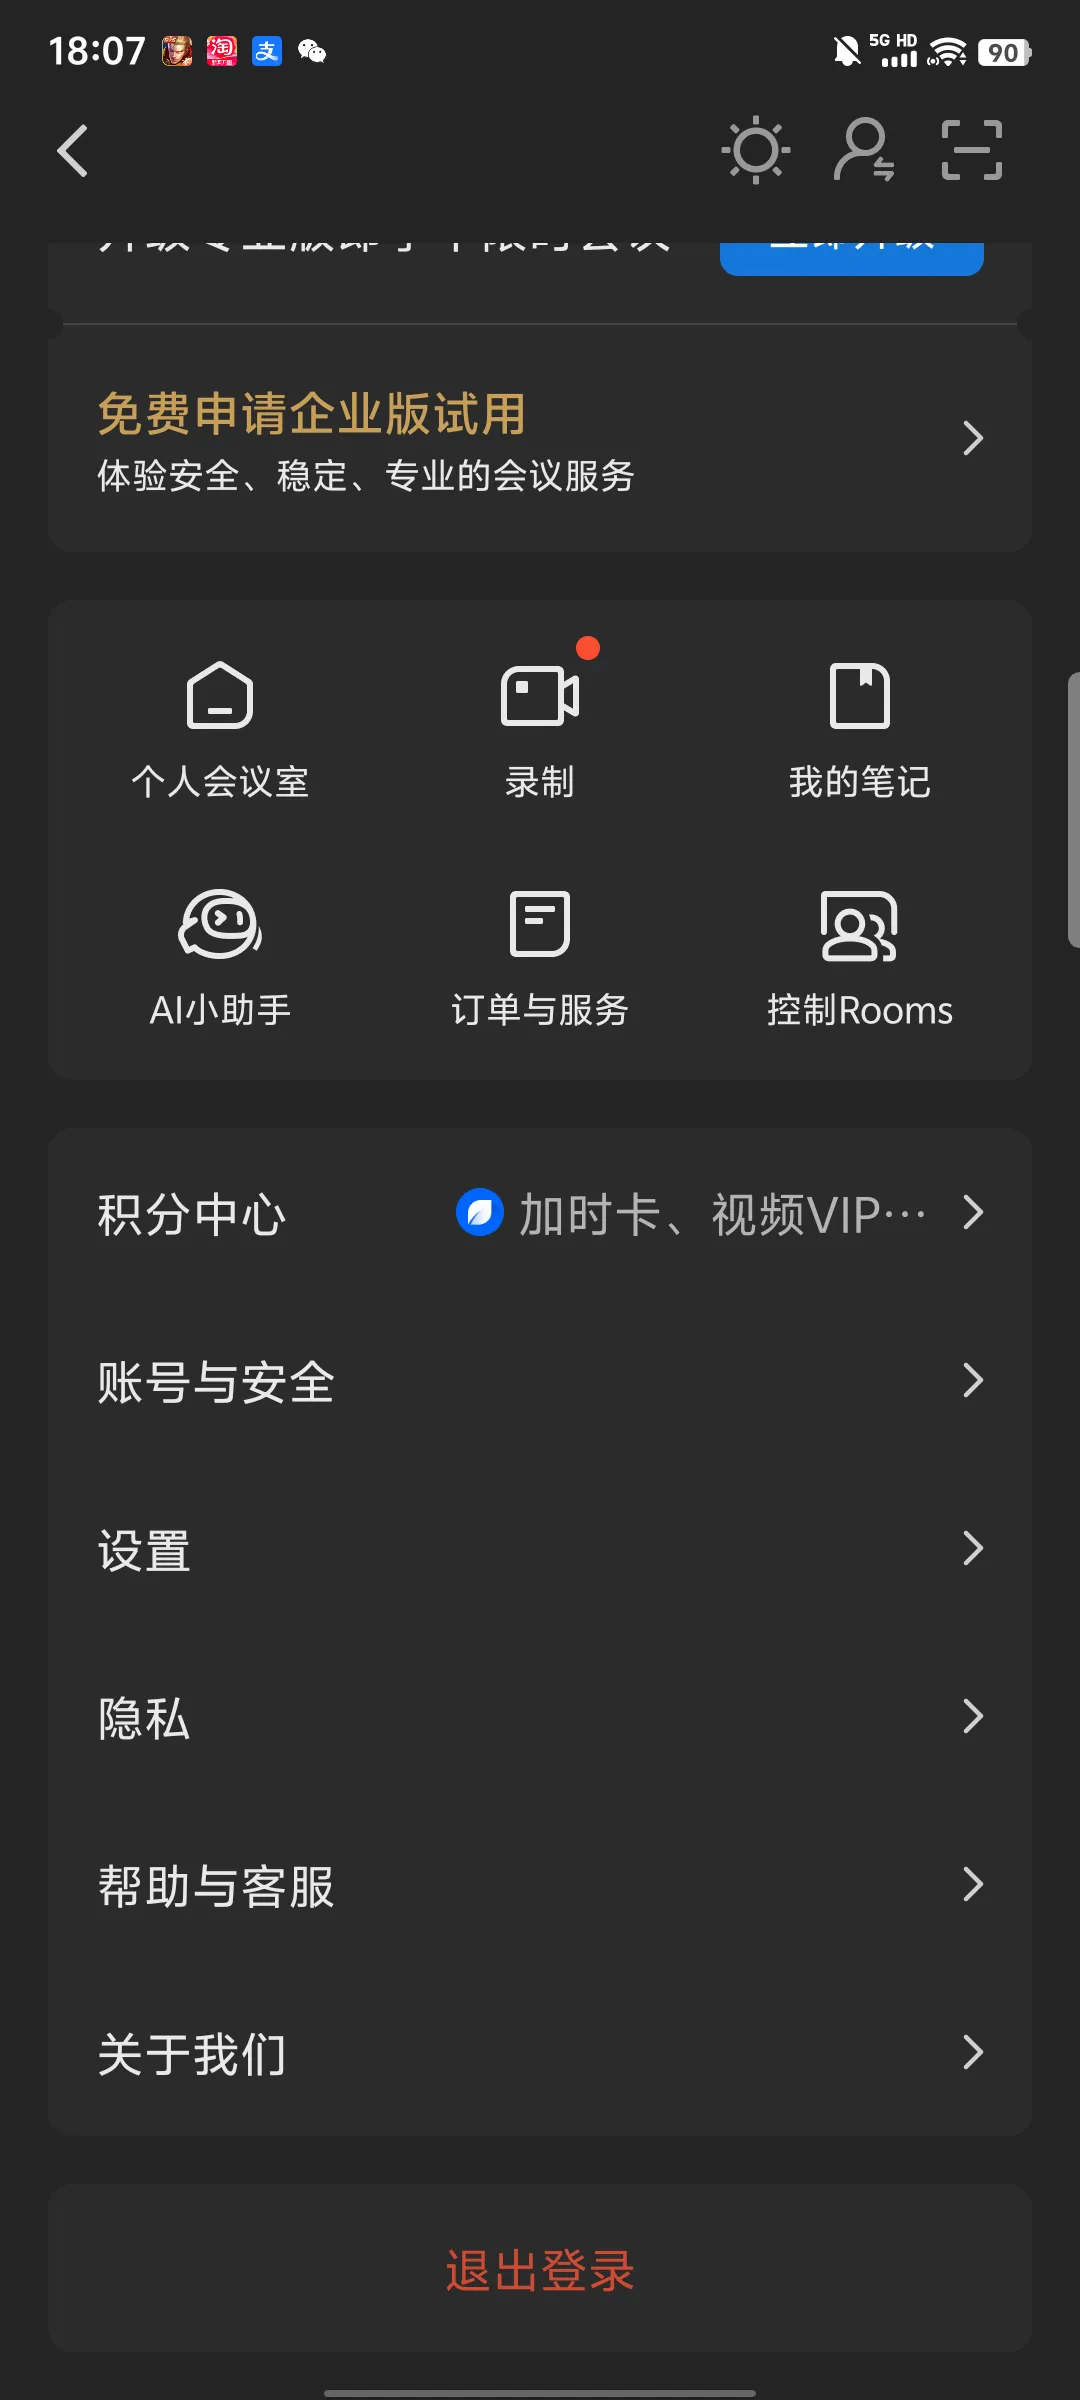 18:07
5G HD
90
免费申请企业版试用
体验安全、稳定、专业的会议服务
个人会议室
录制
我的笔记
AI小助手
订单与服务
控制Rooms
积分中心
加时卡、视频VIP…
账号与安全
设置
隐私
帮助与客服
关于我们
退出登录